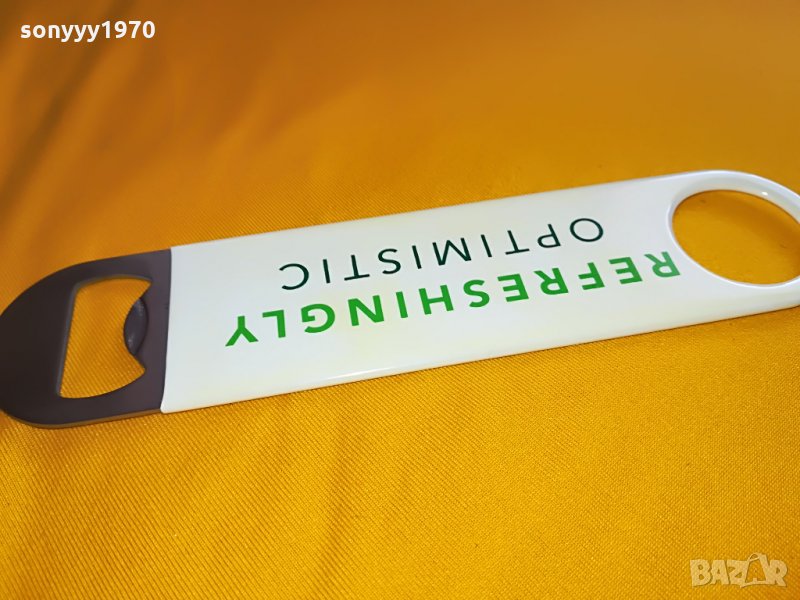 sonyyy1970
REFRESHINGLY
OPTIMISTIC
BAZAR